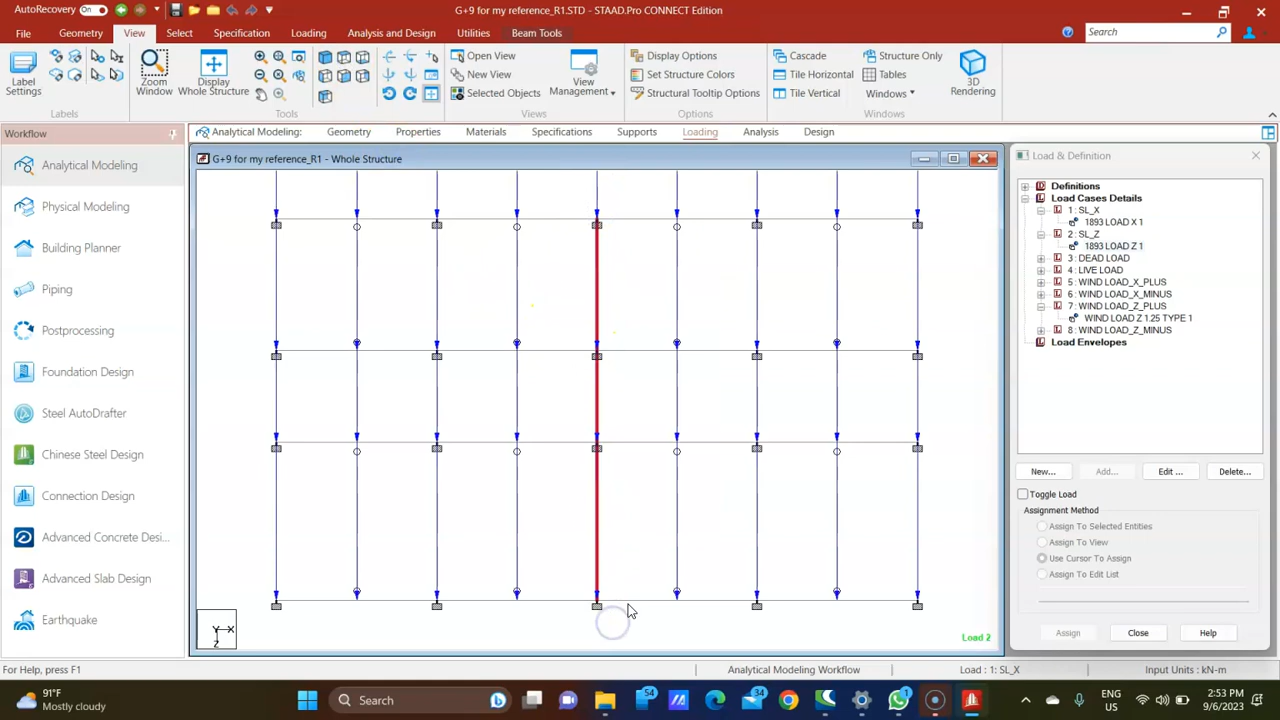 AutoRecovery On
G+9 for my reference_R1.STD - STAAD.Pro CONNECT Edition
File Geometry View Select Specification Loading Analysis and Design Utilities Beam Tools Search
Label Settings
Zoom Window
Display Whole Structure
Open View
New View
Selected Objects
View Management
Display Options
Set Structure Colors
Structural Tooltip Options
Cascade
Tile Horizontal
Tile Vertical
Structure Only
Tables
Windows
3D Rendering
Labels Tools Views Options Windows
Workflow
Analytical Modeling: Geometry Properties Materials Specifications Supports Loading Analysis Design
Analytical Modeling
Physical Modeling
Building Planner
Piping
Postprocessing
Foundation Design
Steel AutoDrafter
Chinese Steel Design
Connection Design
Advanced Concrete Desi...
Advanced Slab Design
Earthquake
G+9 for my reference_R1 - Whole Structure
Y X
Z
Load 2
Load & Definition
Definitions
Load Cases Details
1 : SL_X
1893 LOAD X 1
2 : SL_Z
1893 LOAD Z 1
3 : DEAD LOAD
4 : LIVE LOAD
5 : WIND LOAD_X_PLUS
6 : WIND LOAD_X_MINUS
7 : WIND LOAD_Z_PLUS
WIND LOAD Z 1.25 TYPE 1
8 : WIND LOAD_Z_MINUS
Load Envelopes
New... Add... Edit ... Delete...
Toggle Load
Assignment Method
Assign To Selected Entities
Assign To View
Use Cursor To Assign
Assign To Edit List
Assign Close Help
For Help, press F1 Analytical Modeling Workflow Load : 1: SL_X Input Units : kN-m
91°F
Mostly cloudy
Search
54
34
1
ENG
US
2:53 PM
9/6/2023